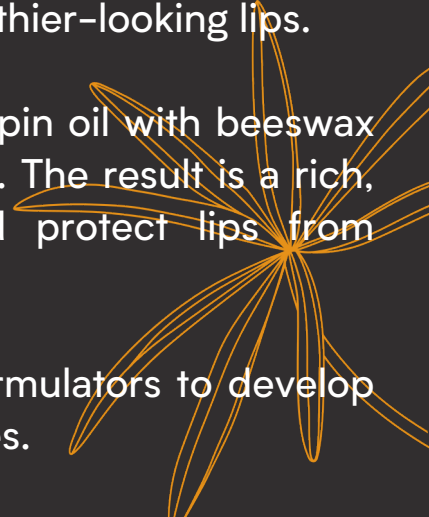 thier-looking lips.
pin oil with beeswax
. The result is a rich,
protect lips from
rmulators to develop
s.